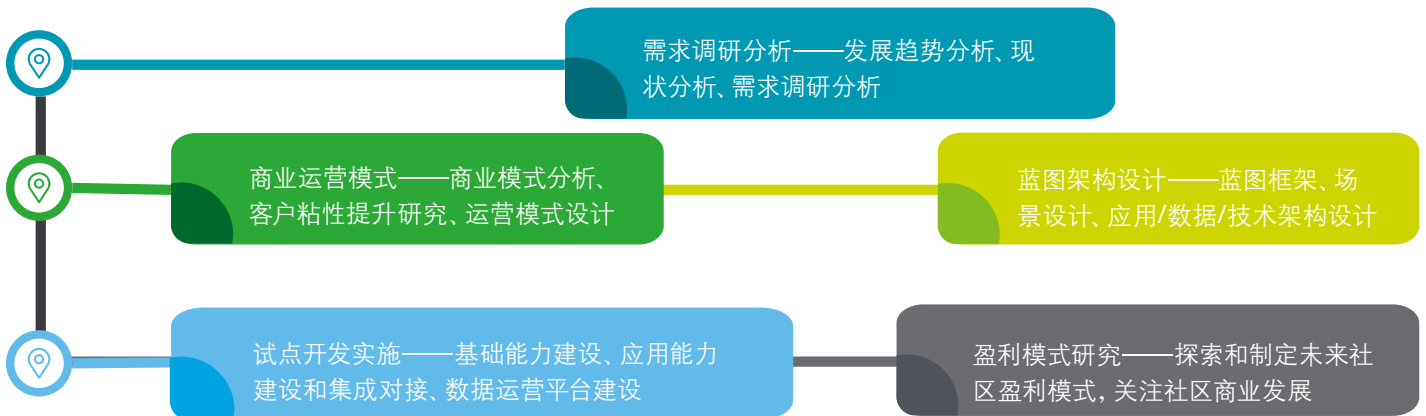 需求调研分析——发展趋势分析、现
状分析、需求调研分析
商业运营模式——商业模式分析、
客户粘性提升研究、运营模式设计
蓝图架构设计——蓝图框架、场
景设计、应用/数据/技术架构设计
试点开发实施——基础能力建设、应用能力
建设和集成对接、数据运营平台建设
盈利模式研究——探索和制定未来社
区盈利模式，关注社区商业发展